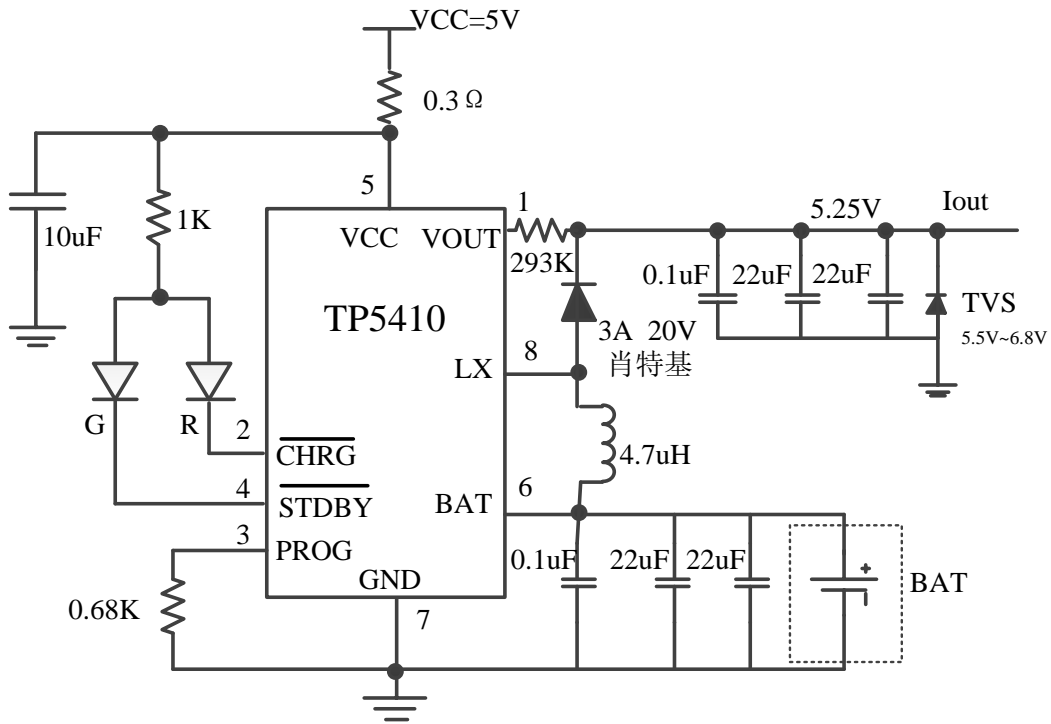 VCC=5V
0.3Ω
5
1
5.25V
Iout
10uF
1K
VCC
VOUT
293K
0.1uF
22uF
22uF
TVS
5.5V~6.8V
TP5410
3A 20V
肖特基
8
LX
G
R
2
CHRG
4.7uH
4
STDBY
BAT
6
3
PROG
0.1uF
22uF
22uF
+
BAT
GND
0.68K
7